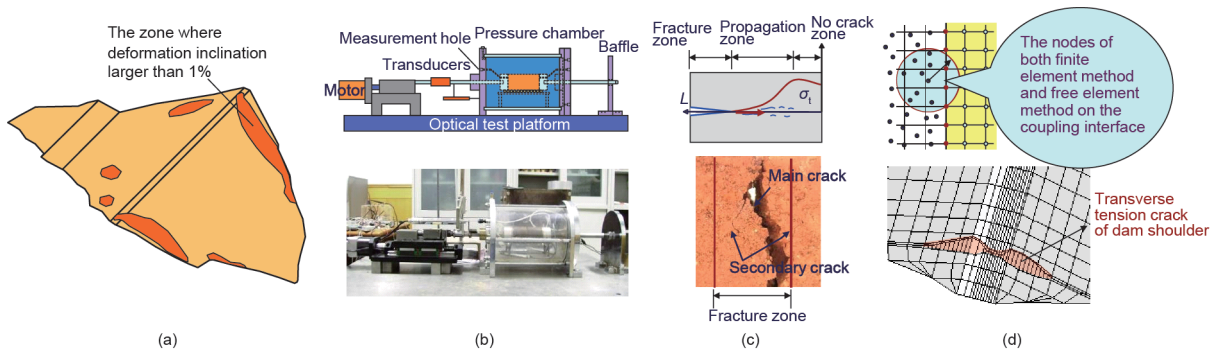 The zone where
deformation inclination
larger than 1%
(a)
Pressure chamber
Measurement hole
Baffle
Transducers
Motor
Optical test platform
(b)
No crack
zone
Fracture
zone
Propagation
zone
L
σt
Main crack
Secondary crack
Fracture zone
(c)
The nodes of
both finite
element method
and free element
method on the
coupling interface
Transverse
tension crack
of dam shoulder
(d)